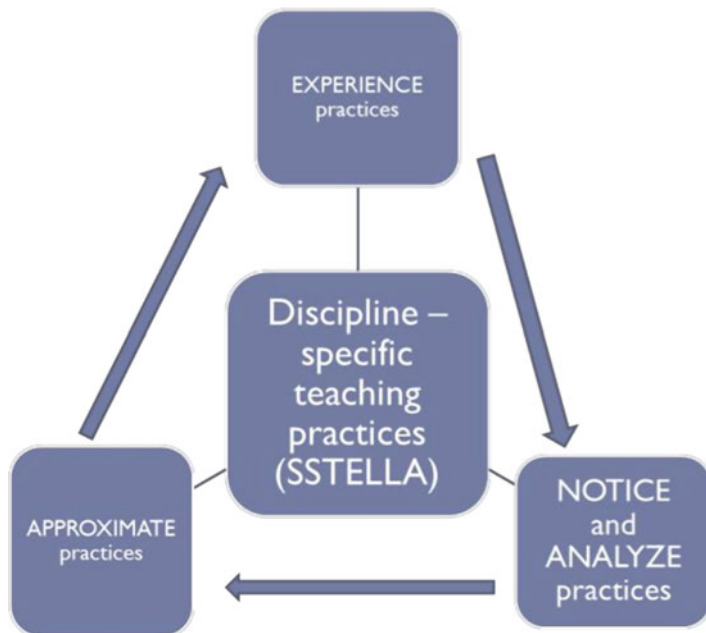 EXPERIENCE
practices
Discipline –
specific
teaching
practices
(SSTELLA)
APPROXIMATE
practices
NOTICE
and
ANALYZE
practices